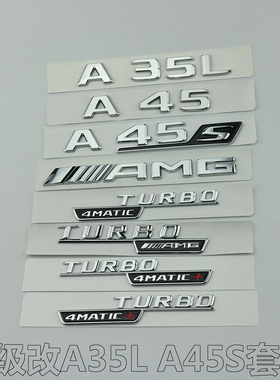 A 35L
A 45
A 45 S
AMG
TURBO
4MATIC
TURBO
AMG
TURBO
4MATIC+
TURBO
4MATIC+
级改A35L A45S套